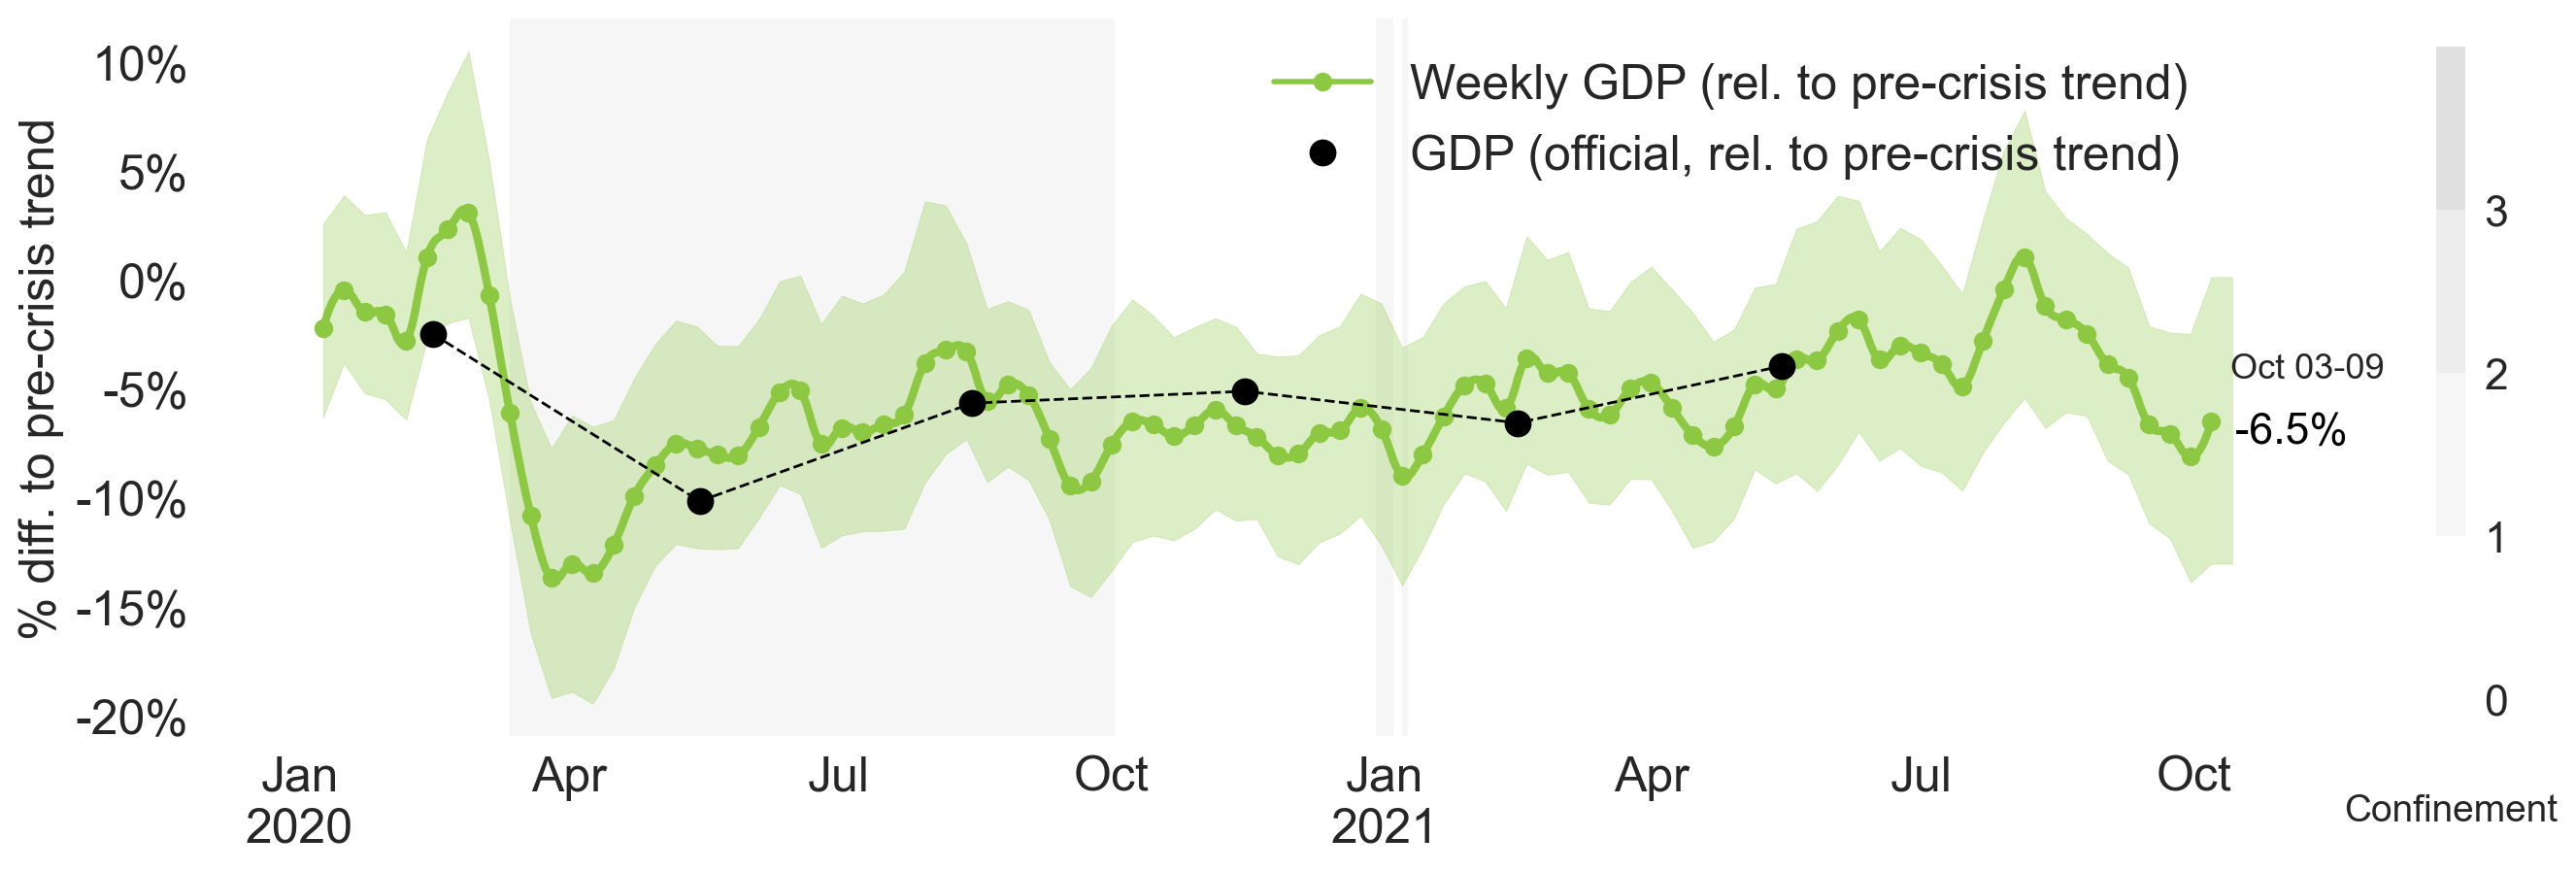 % diff. to pre-crisis trend
10%
5%
0%
-5%
-10%
-15%
-20%
Weekly GDP (rel. to pre-crisis trend)
GDP (official, rel. to pre-crisis trend)
Oct 03-09
-6.5%
Jan
2020
Apr
Jul
Oct
Jan
2021
Apr
Jul
Oct
3
2
1
0
Confinement